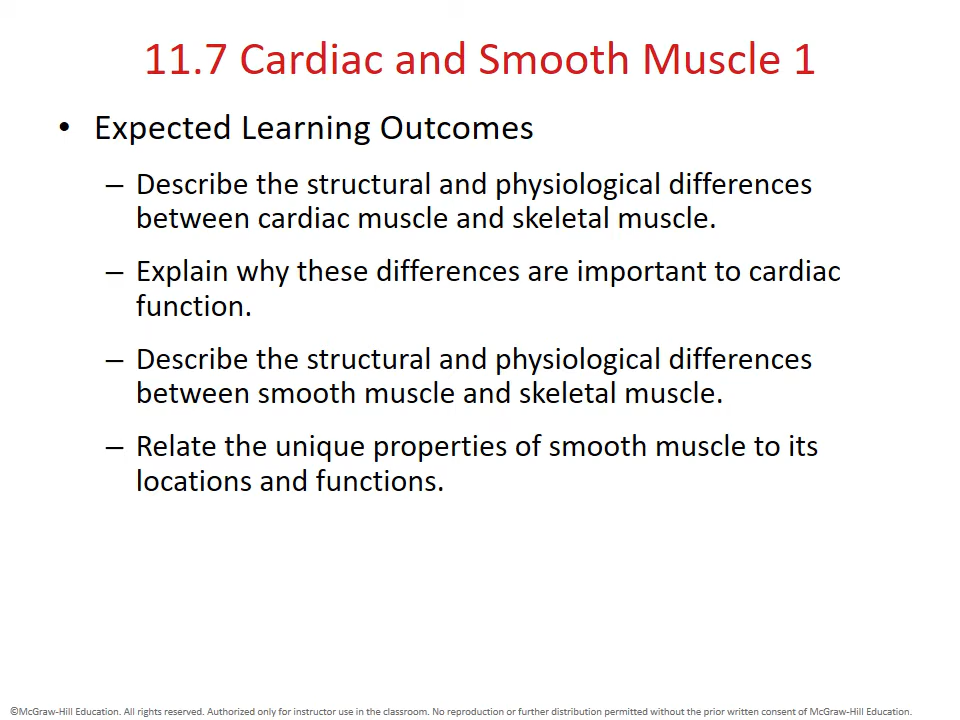 11.7 Cardiac and Smooth Muscle 1
• Expected Learning Outcomes
– Describe the structural and physiological differences
between cardiac muscle and skeletal muscle.
– Explain why these differences are important to cardiac
function.
– Describe the structural and physiological differences
between smooth muscle and skeletal muscle.
– Relate the unique properties of smooth muscle to its
locations and functions.
©McGraw-Hill Education. All rights reserved. Authorized only for instructor use in the classroom. No reproduction or further distribution permitted without the prior written consent of McGraw-Hill Education.